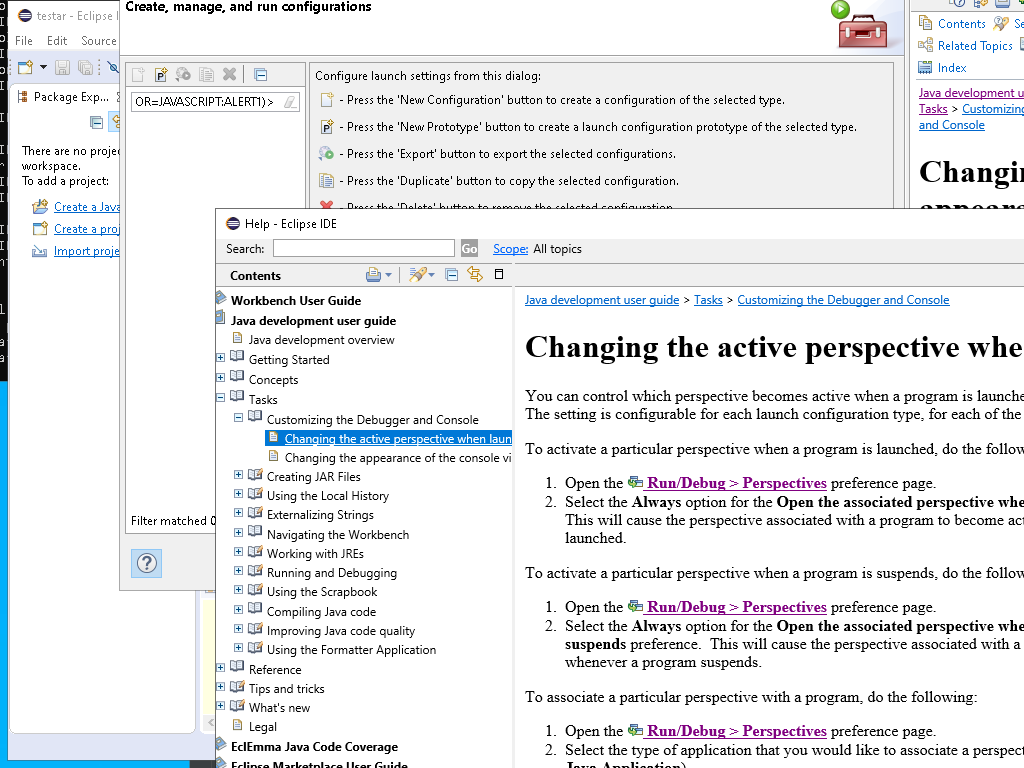 Create, manage, and run configurations
testar - Eclipse I
File Edit Source
Package Exp...
There are no proje
workspace.
To add a project:
Create a Java
Create a proj
Import proje
OR=JAVASCRIPT:ALERT1)>
Filter matched 0
Configure launch settings from this dialog:
- Press the 'New Configuration' button to create a configuration of the selected type.
- Press the 'New Prototype' button to create a launch configuration prototype of the selected type.
- Press the 'Export' button to export the selected configurations.
- Press the 'Duplicate' button to copy the selected configuration.
- Press the 'Delete' button to remove the selected configuration.
Contents Se
Related Topics
Index
Java development u
Tasks > Customizing
and Console
Changin
appeara
Help - Eclipse IDE
Search: Go Scope: All topics
Contents
Workbench User Guide
Java development user guide
Java development overview
Getting Started
Concepts
Tasks
Customizing the Debugger and Console
Changing the active perspective when laun
Changing the appearance of the console vi
Creating JAR Files
Using the Local History
Externalizing Strings
Navigating the Workbench
Working with JREs
Running and Debugging
Using the Scrapbook
Compiling Java code
Improving Java code quality
Using the Formatter Application
Reference
Tips and tricks
What's new
Legal
EclEmma Java Code Coverage
Eclipse Marketplace User Guide
Java development user guide > Tasks > Customizing the Debugger and Console
Changing the active perspective whe
You can control which perspective becomes active when a program is launche
The setting is configurable for each launch configuration type, for each of the
To activate a particular perspective when a program is launched, do the follow
1. Open the Run/Debug > Perspectives preference page.
2. Select the Always option for the Open the associated perspective whe
This will cause the perspective associated with a program to become act
launched.
To activate a particular perspective when a program is suspends, do the follow
1. Open the Run/Debug > Perspectives preference page.
2. Select the Always option for the Open the associated perspective whe
suspends preference. This will cause the perspective associated with a
whenever a program suspends.
To associate a particular perspective with a program, do the following:
1. Open the Run/Debug > Perspectives preference page.
2. Select the type of application that you would like to associate a perspect
Java Application)